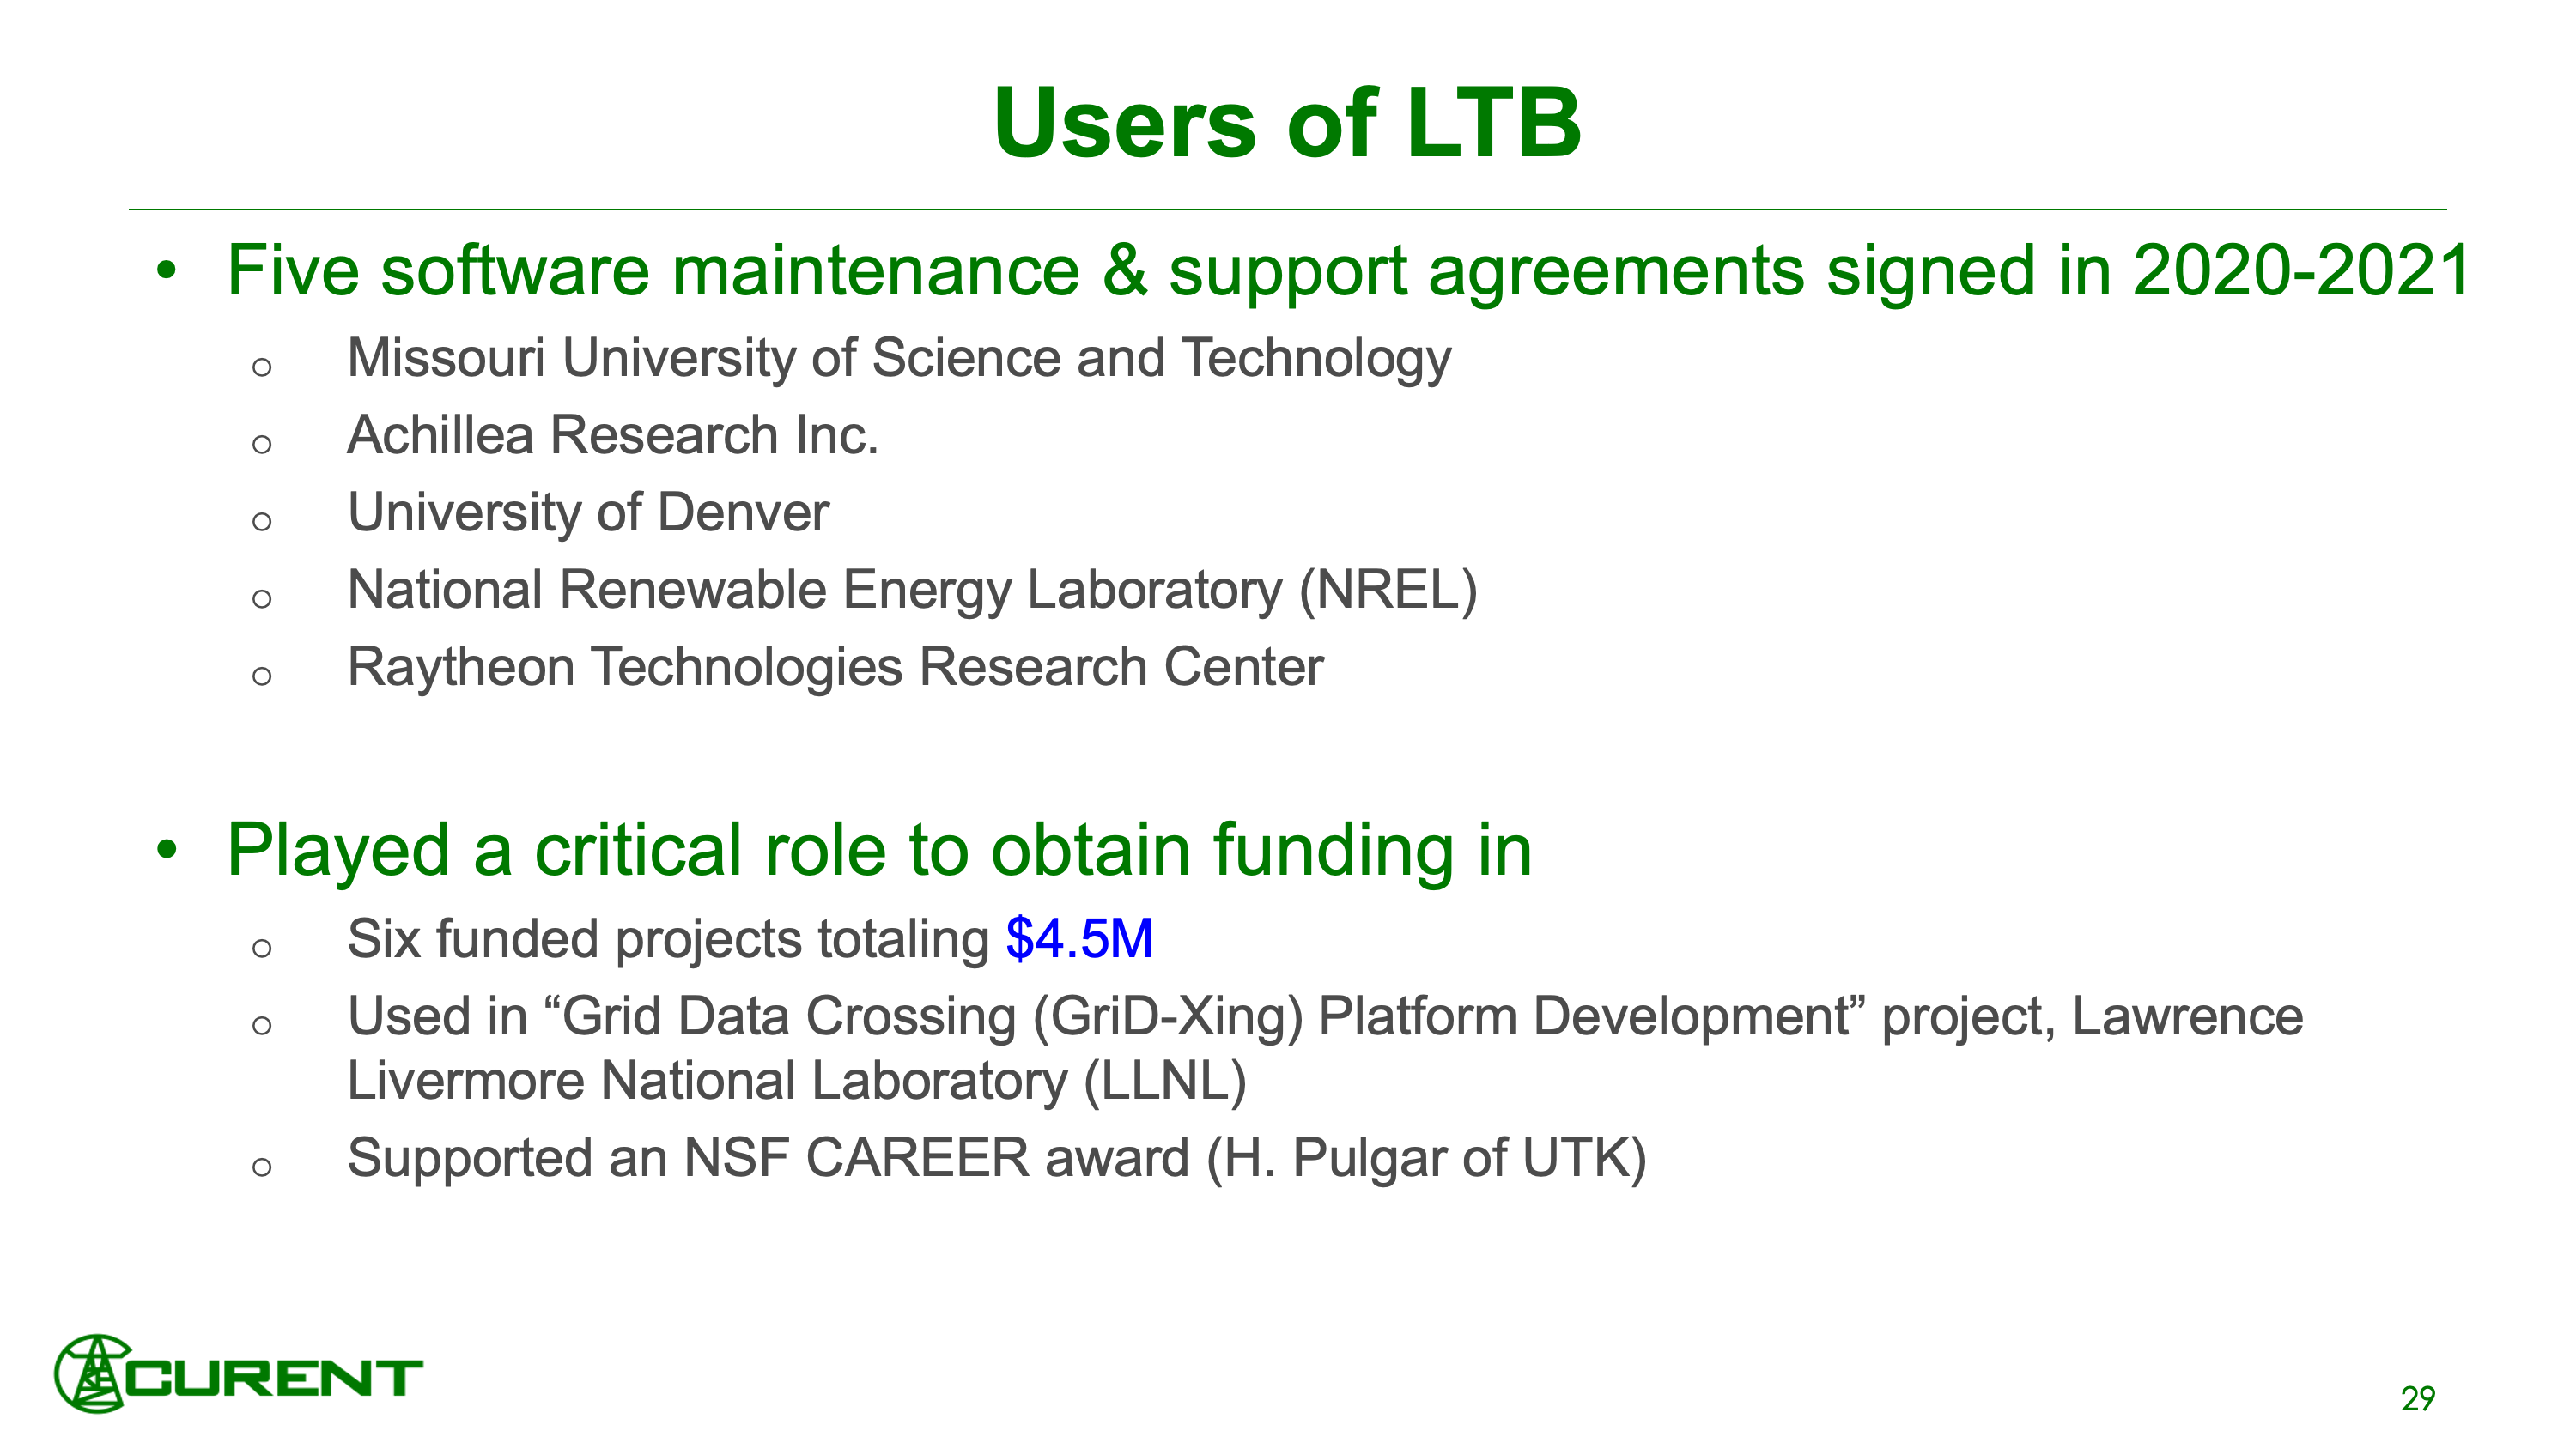 Users of LTB
• Five software maintenance & support agreements signed in 2020-2021
○ Missouri University of Science and Technology
○ Achillea Research Inc.
○ University of Denver
○ National Renewable Energy Laboratory (NREL)
○ Raytheon Technologies Research Center
• Played a critical role to obtain funding in
○ Six funded projects totaling $4.5M
○ Used in “Grid Data Crossing (GriD-Xing) Platform Development” project, Lawrence
Livermore National Laboratory (LLNL)
○ Supported an NSF CAREER award (H. Pulgar of UTK)
CURENT
29